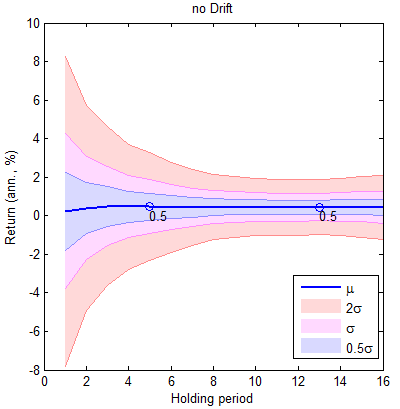 no Drift
Return (ann., %)
10
8
6
4
2
0
-2
-4
-6
-8
0.5
0.5
μ
2σ
σ
0.5σ
0 2 4 6 8 10 12 14 16
Holding period